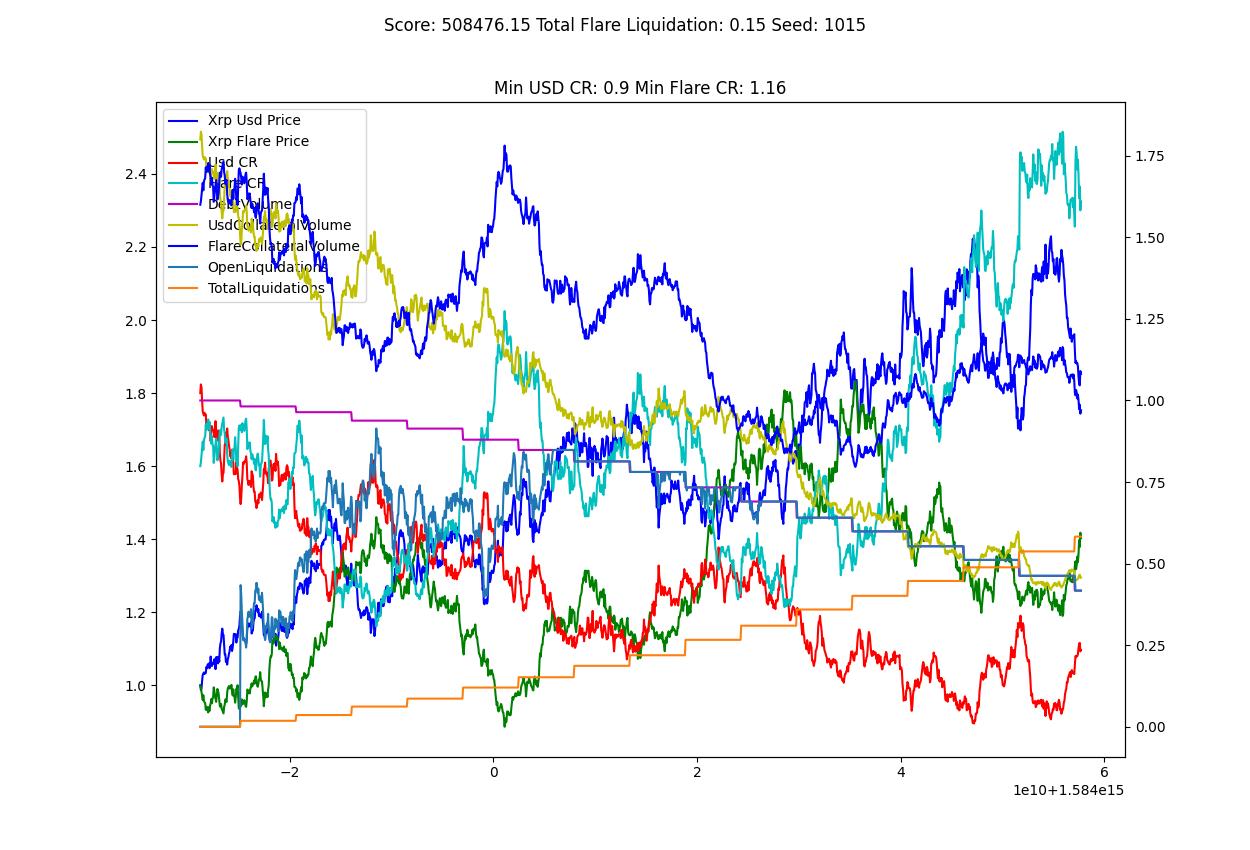 Score: 508476.15 Total Flare Liquidation: 0.15 Seed: 1015
Min USD CR: 0.9 Min Flare CR: 1.16
Xrp Usd Price
Xrp Flare Price
Usd CR
Flare CR
DebtVolume
UsdCollateralVolume
FlareCollateralVolume
OpenLiquidations
TotalLiquidations
2.4
2.2
2.0
1.8
1.6
1.4
1.2
1.0
1.75
1.50
1.25
1.00
0.75
0.50
0.25
0.00
−2 0 2 4 6
1e10+1.584e15